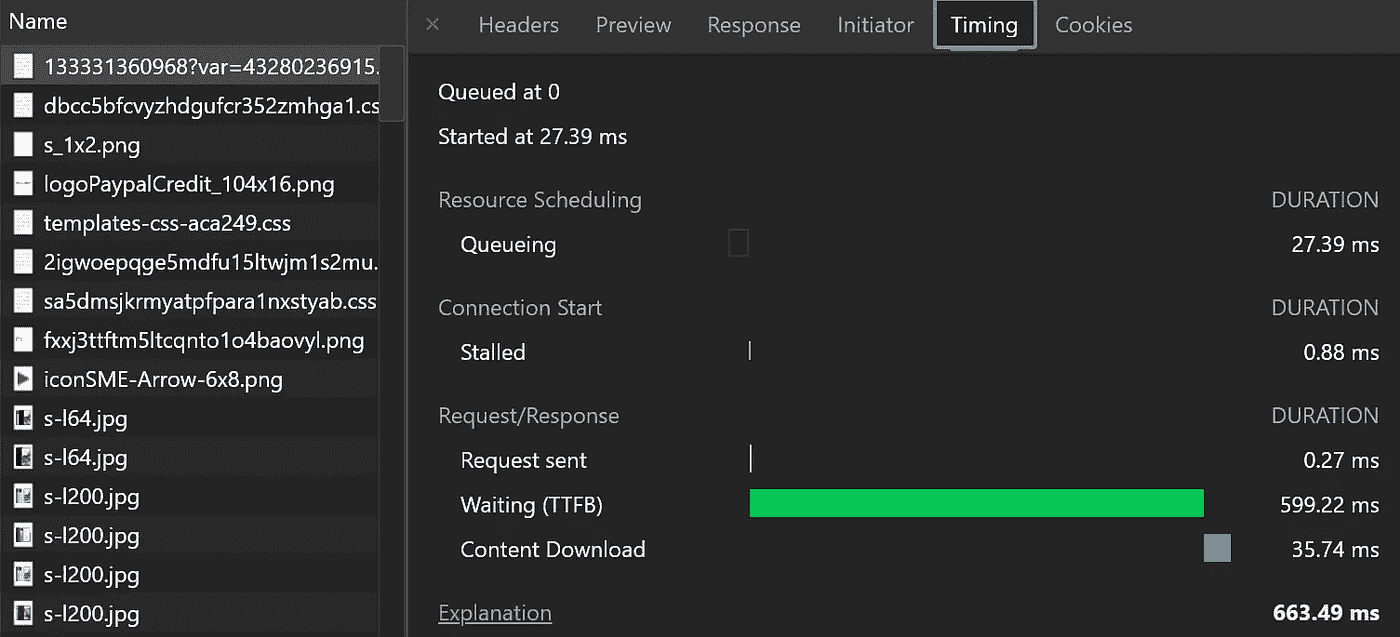 Name
133331360968?var=43280236915.
dbcc5bfcvyzhdgufcr352zmhga1.cs
s_1x2.png
logoPaypalCredit_104x16.png
templates-css-aca249.css
2igwoepqge5mdfu15ltwjm1s2mu.
sa5dmsjkrmyatpfpara1nxstyab.css
fxxj3ttftm5ltcqnto1o4baovyl.png
iconSME-Arrow-6x8.png
s-l64.jpg
s-l64.jpg
s-l200.jpg
s-l200.jpg
s-l200.jpg
s-l200.jpg
× Headers Preview Response Initiator Timing Cookies
Queued at 0
Started at 27.39 ms
Resource Scheduling DURATION
Queueing 27.39 ms
Connection Start DURATION
Stalled 0.88 ms
Request/Response DURATION
Request sent 0.27 ms
Waiting (TTFB) 599.22 ms
Content Download 35.74 ms
Explanation 663.49 ms